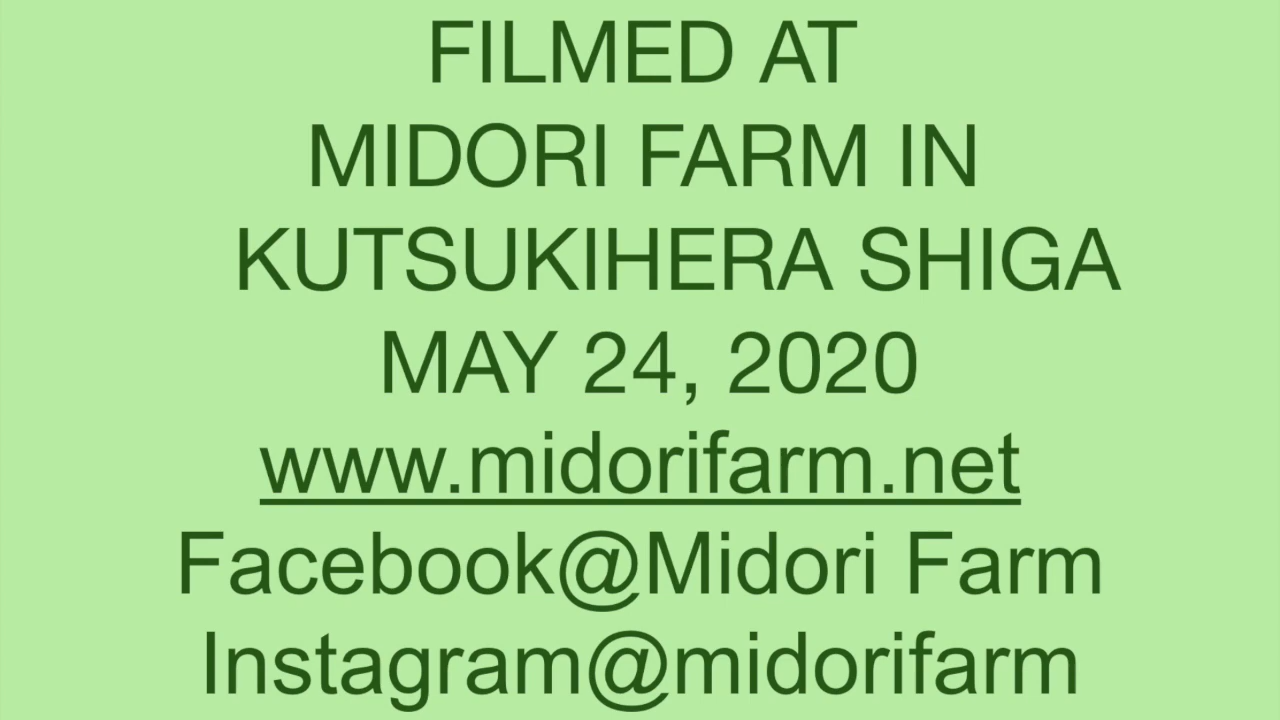 FILMED AT
MIDORI FARM IN
KUTSUKIHERA SHIGA
MAY 24, 2020
www.midorifarm.net
Facebook@Midori Farm
Instagram@midorifarm